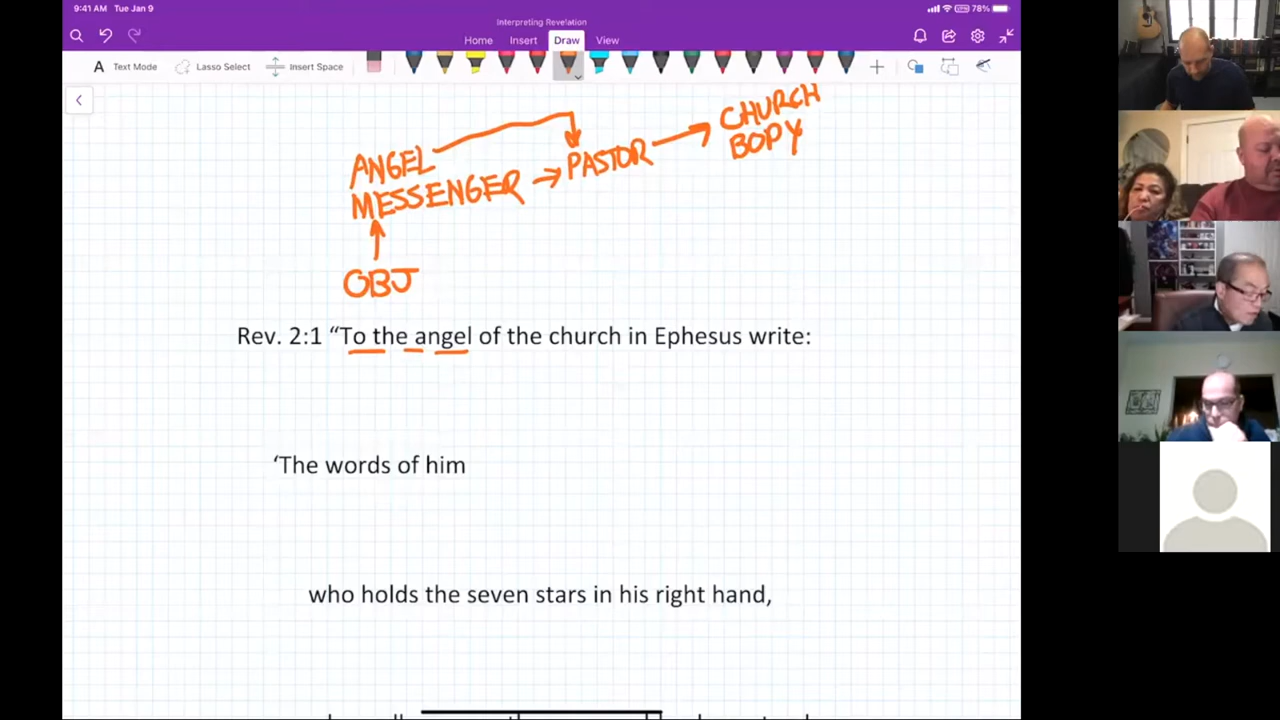 9:41 AM Tue Jan 9
78%
Interpreting Revelation
Home Insert Draw View
A Text Mode Lasso Select Insert Space
CHURCH
BODY
ANGEL
MESSENGER → PASTOR
OBJ
Rev. 2:1 “To the angel of the church in Ephesus write:
‘The words of him
who holds the seven stars in his right hand,